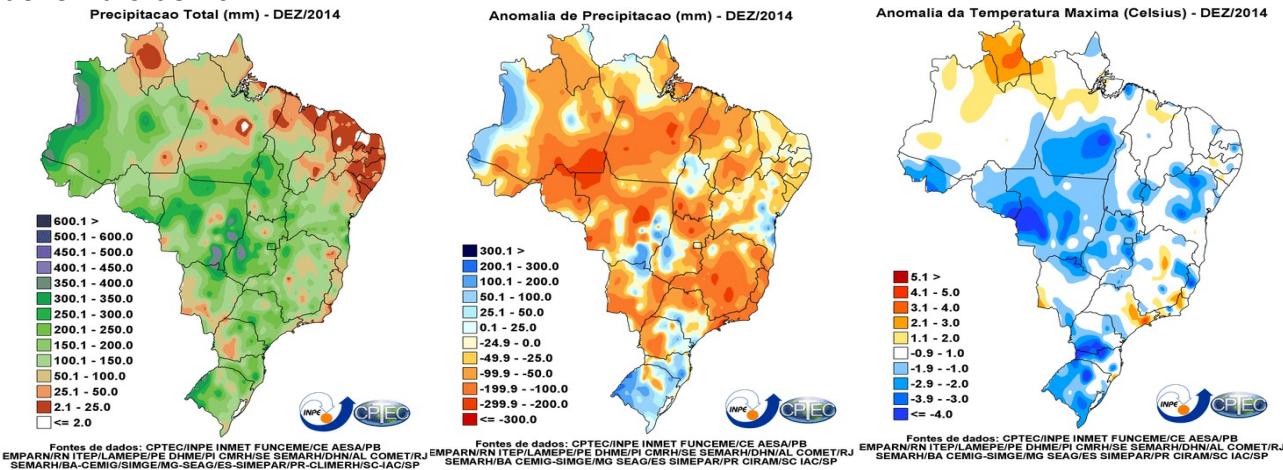 Precipitacao Total (mm) - DEZ/2014
600.1 >
500.1 - 600.0
450.1 - 500.0
400.1 - 450.0
350.1 - 400.0
300.1 - 350.0
250.1 - 300.0
200.1 - 250.0
150.1 - 200.0
100.1 - 150.0
50.1 - 100.0
25.1 - 50.0
2.1 - 25.0
<= 2.0
INPE
CPTEC
Fontes de dados: CPTEC/INPE INMET FUNCEME/CE AESA/PB
EMPARN/RN ITEP/LAMEPE/PE DHME/PI CMRH/SE SEMARH/DHN/AL COMET/RJ
SEMARH/BA-CEMIG/SIMGE/MG-SEAG/ES-SIMEPAR/PR-CLIMERH/SC-IAC/SP
Anomalia de Precipitacao (mm) - DEZ/2014
300.1 >
200.1 - 300.0
100.1 - 200.0
50.1 - 100.0
25.1 - 50.0
0.1 - 25.0
-24.9 - 0.0
-49.9 - -25.0
-99.9 - -50.0
-199.9 - -100.0
-299.9 - -200.0
<= -300.0
INPE
CPTEC
Fontes de dados: CPTEC/INPE INMET FUNCEME/CE AESA/PB
EMPARN/RN ITEP/LAMEPE/PE DHME/PI CMRH/SE SEMARH/DHN/AL COMET/RJ
SEMARH/BA CEMIG-SIMGE/MG SEAG/ES SIMEPAR/PR CIRAM/SC IAC/SP
Anomalia da Temperatura Maxima (Celsius) - DEZ/2014
5.1 >
4.1 - 5.0
3.1 - 4.0
2.1 - 3.0
1.1 - 2.0
-0.9 - 1.0
-1.9 - -1.0
-2.9 - -2.0
-3.9 - -3.0
<= -4.0
INPE
CPTEC
Fontes de dados: CPTEC/INPE INMET FUNCEME/CE AESA/PB
EMPARN/RN ITEP/LAMEPE/PE DHME/PI CMRH/SE SEMARH/DHN/AL COMET/RJ
SEMARH/BA CEMIG-SIMGE/MG SEAG/ES SIMEPAR/PR CIRAM/SC IAC/SP